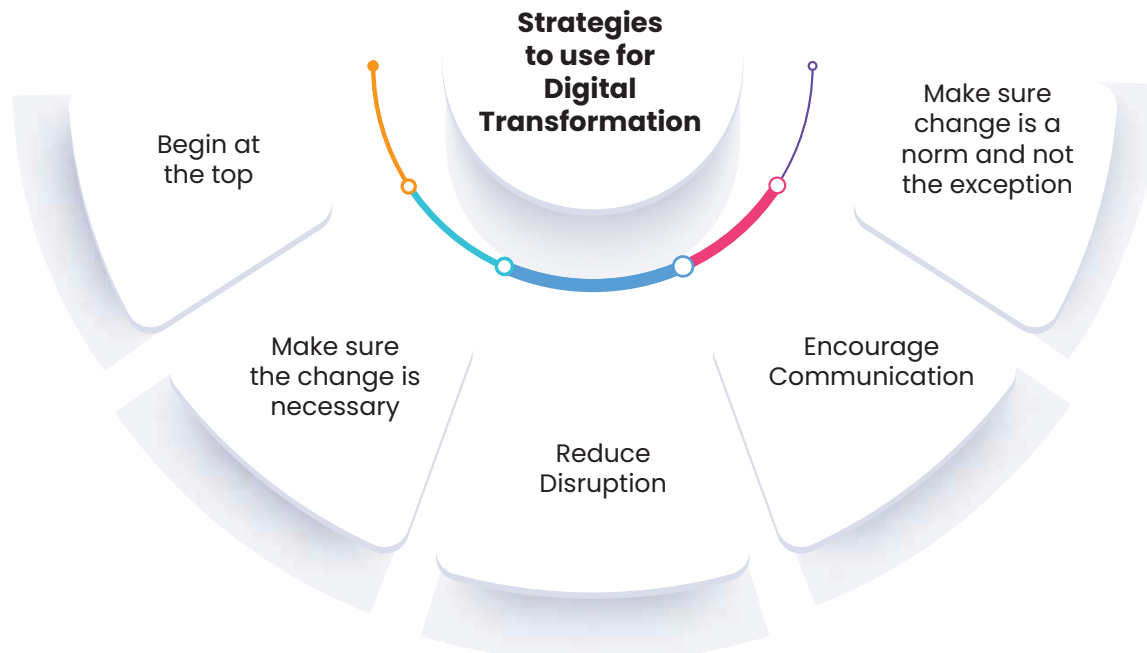 Strategies
to use for
Digital
Transformation
Begin at
the top
Make sure
the change is
necessary
Reduce
Disruption
Encourage
Communication
Make sure
change is a
norm and not
the exception